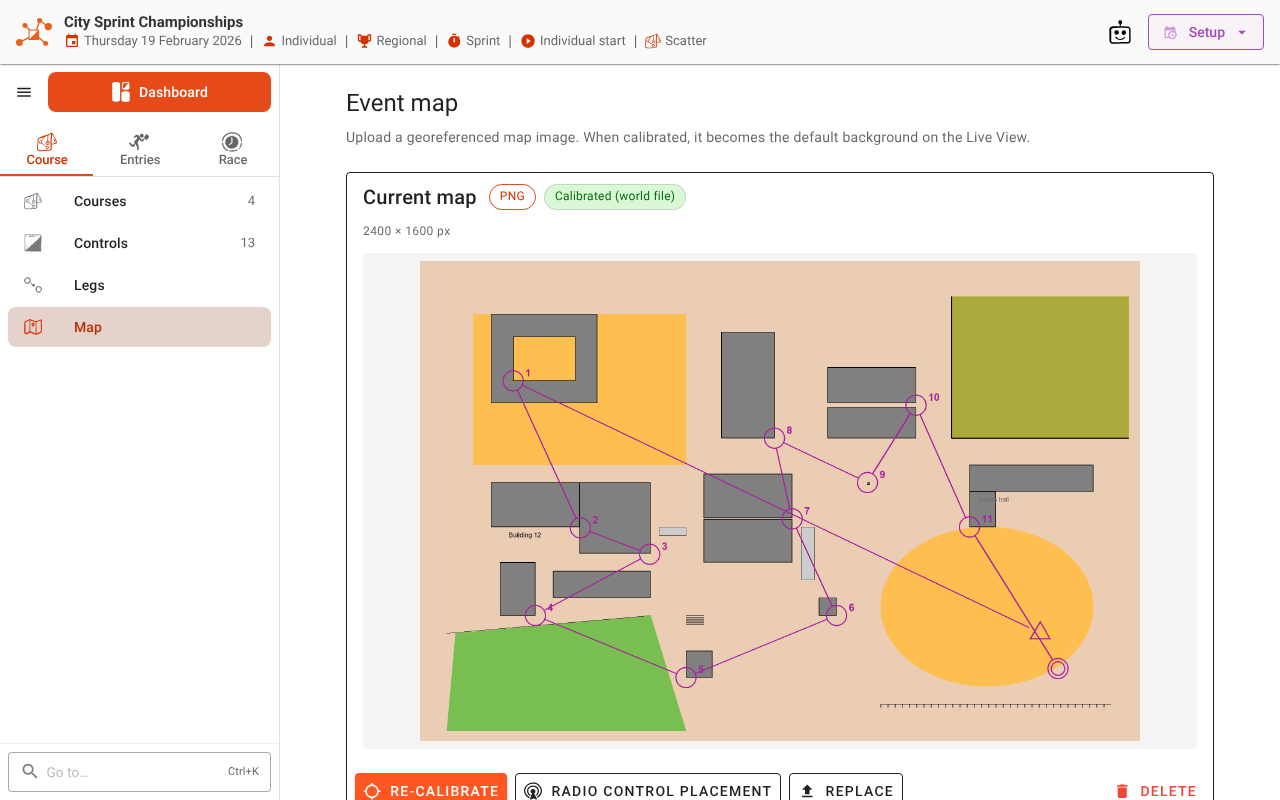 City Sprint Championships
Thursday 19 February 2026 | Individual | Regional | Sprint | Individual start | Scatter
Setup
Dashboard
Course
Entries
Race
Courses 4
Controls 13
Legs
Map
Go to... Ctrl+K
Event map
Upload a georeferenced map image. When calibrated, it becomes the default background on the Live View.
Current map PNG Calibrated (world file)
2400 × 1600 px
1
10
8
9
hall
2
7
11
Building 12
3
4
6
5
RE-CALIBRATE
RADIO CONTROL PLACEMENT
REPLACE
DELETE